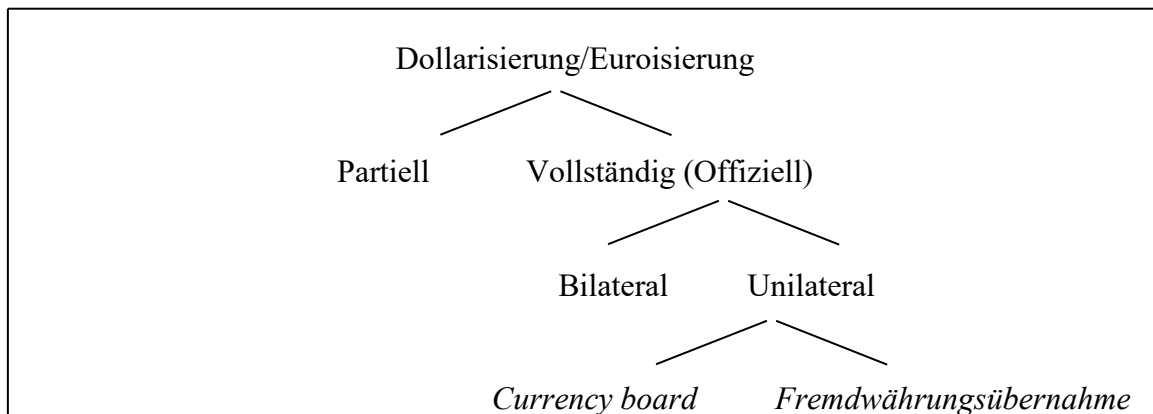 Dollarisierung/Euroisierung
Partiell Vollständig (Offiziell)
Bilateral Unilateral
Currency board Fremdwährungsübernahme